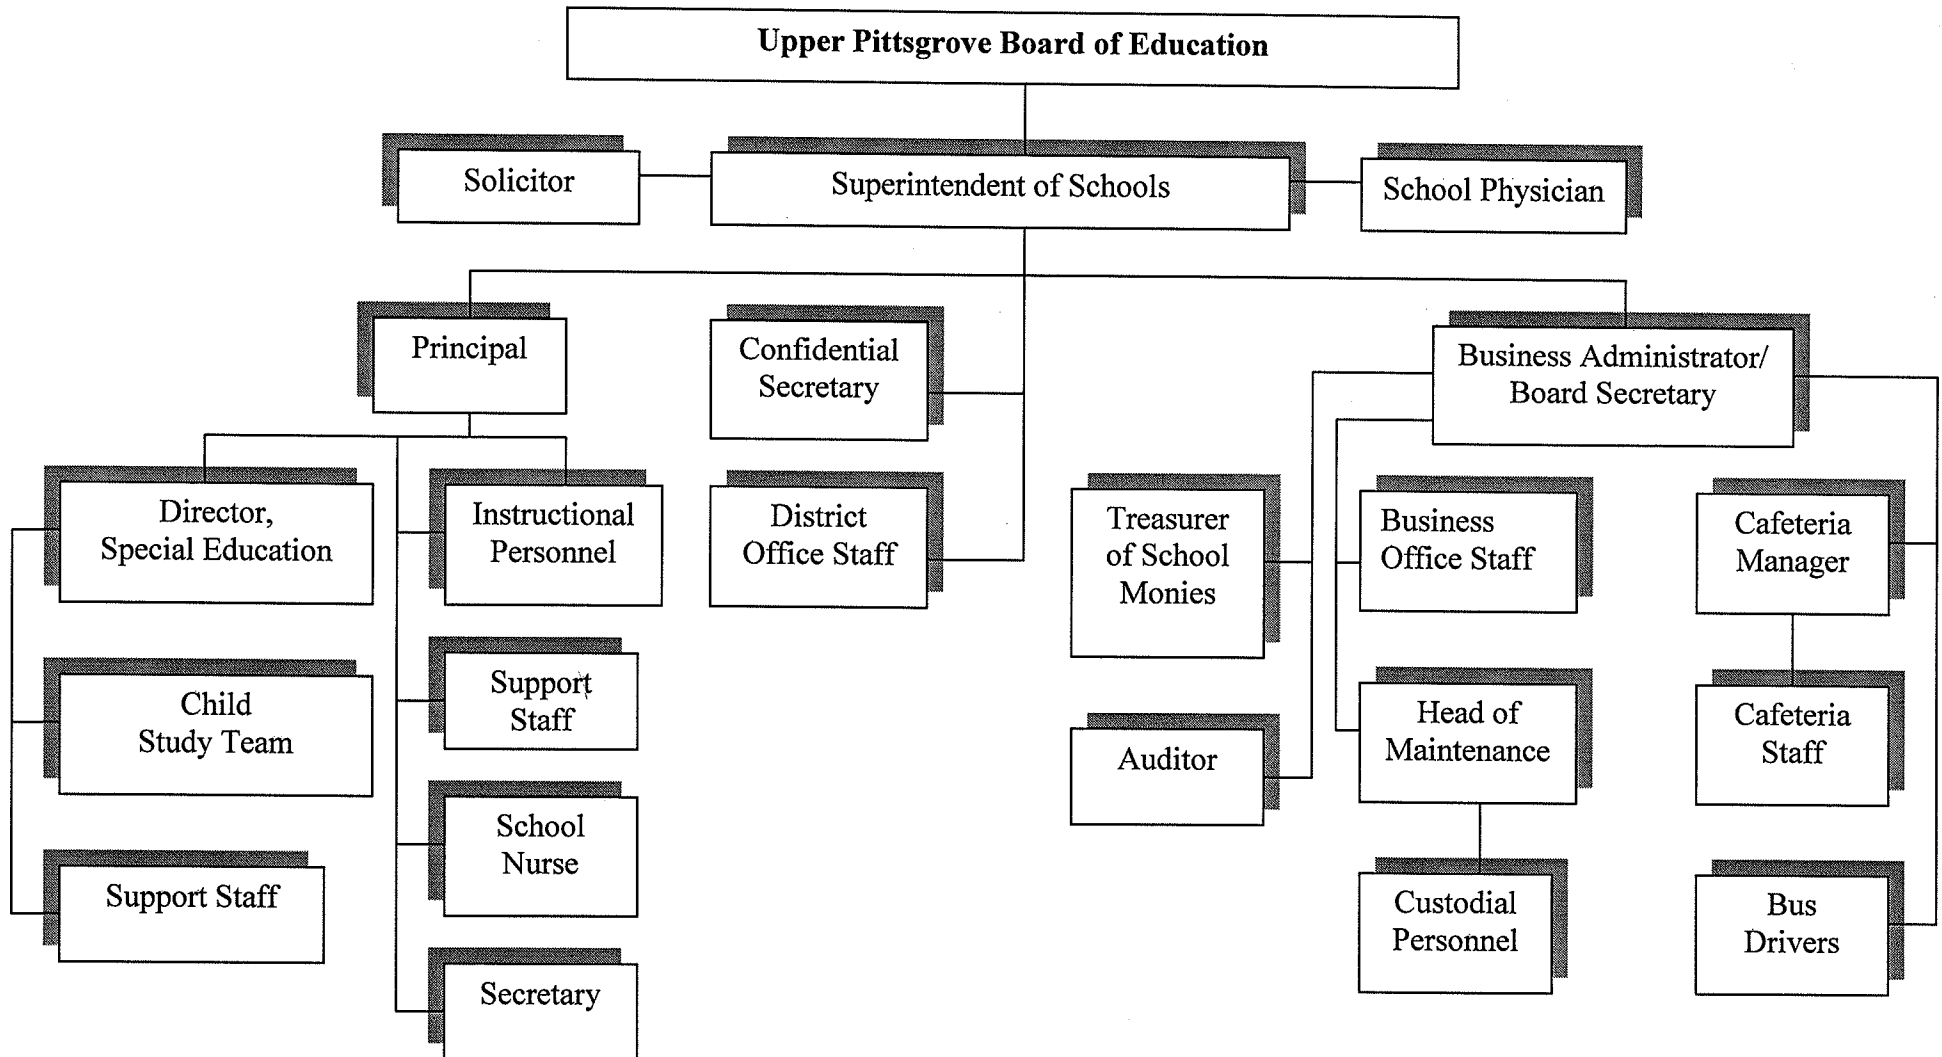 Upper Pittsgrove Board of Education
Solicitor
Superintendent of Schools
School Physician
Principal
Confidential
Secretary
Business Administrator/
Board Secretary
Director,
Special Education
Instructional
Personnel
District
Office Staff
Treasurer
of School
Monies
Business
Office Staff
Cafeteria
Manager
Child
Study Team
Support
Staff
Auditor
Head of
Maintenance
Cafeteria
Staff
Support Staff
School
Nurse
Custodial
Personnel
Bus
Drivers
Secretary